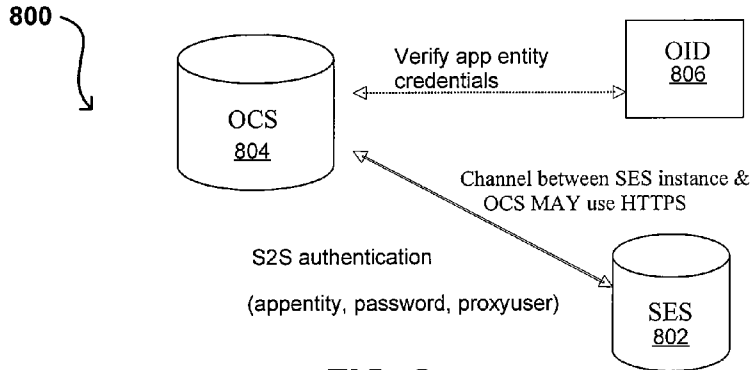 800
Verify app entity
credentials
OID
806
OCS
804
Channel between SES instance &
OCS MAY use HTTPS
S2S authentication
(appentity, password, proxyuser)
SES
802